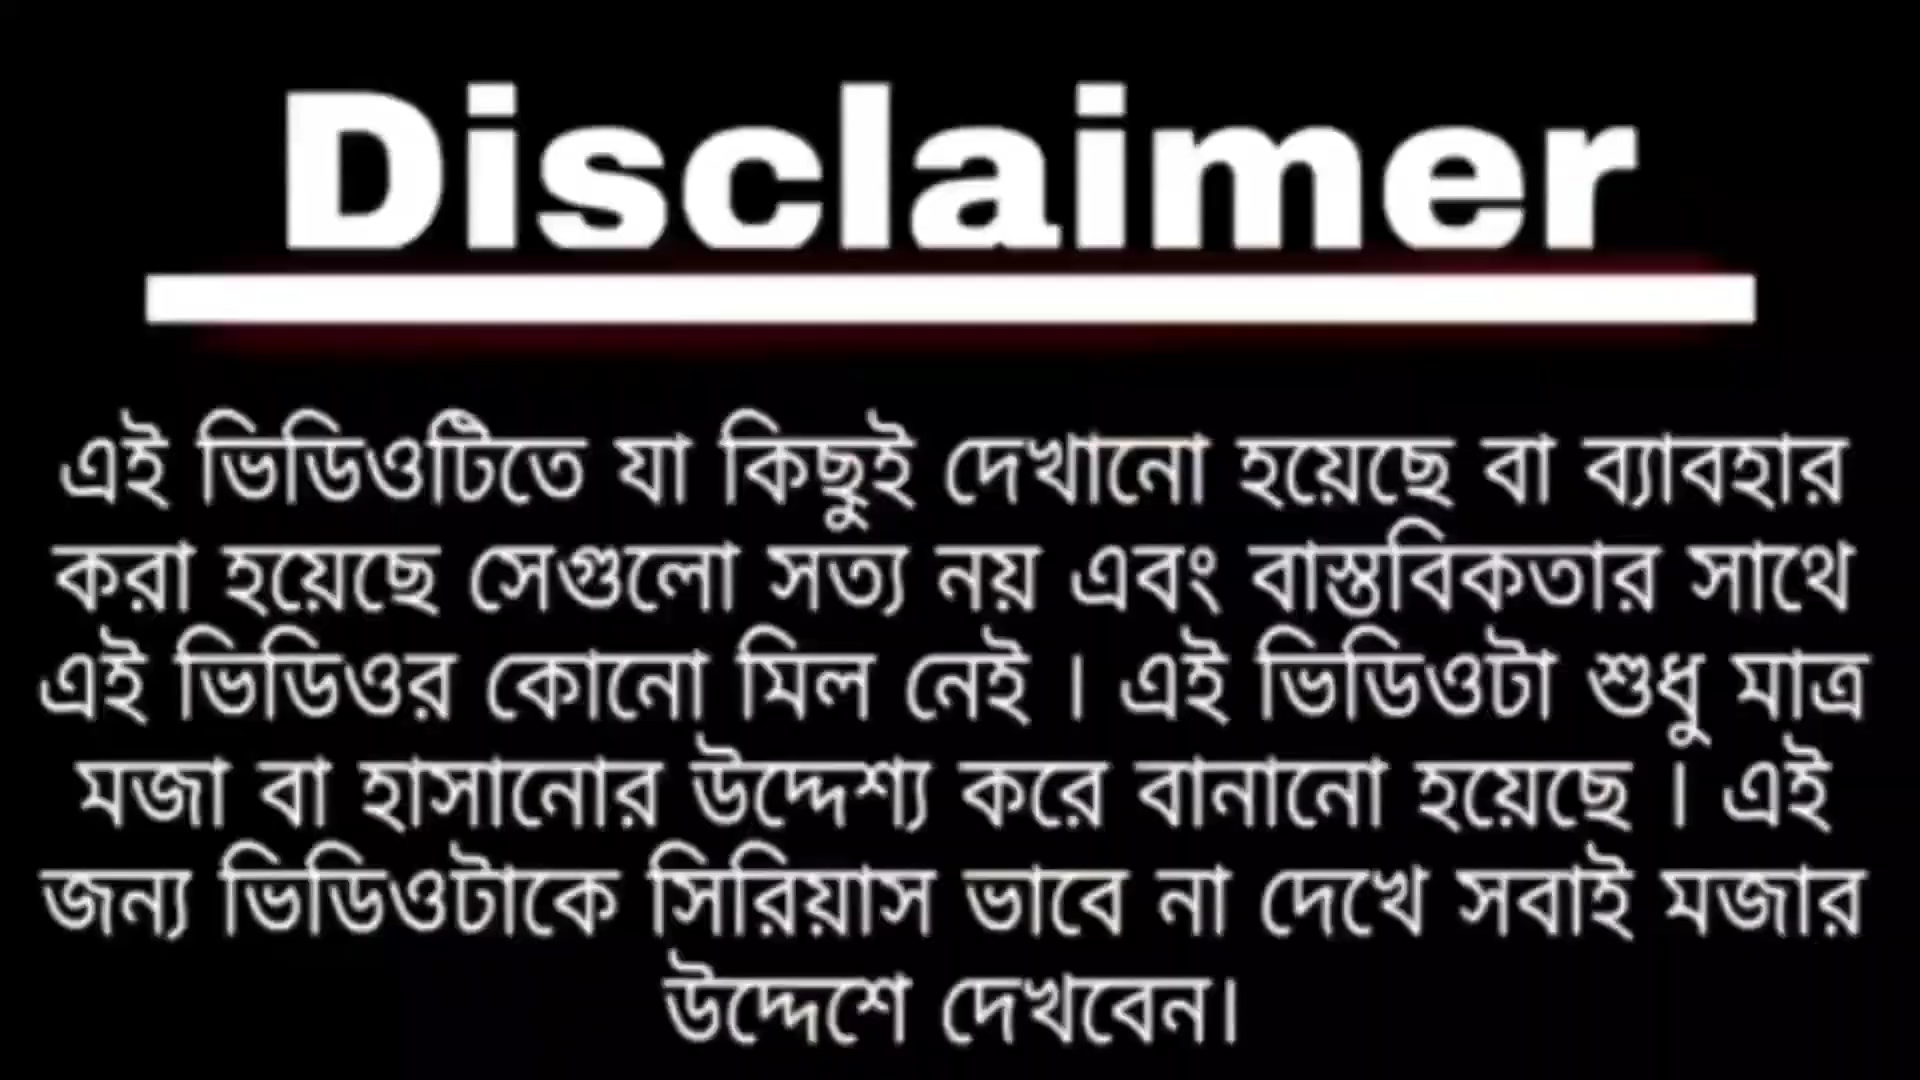 Disclaimer
এই ভিডিওটিতে যা কিছুই দেখানো হয়েছে বা ব্যাবহার
করা হয়েছে সেগুলো সত্য নয় এবং বাস্তবিকতার সাথে
এই ভিডিওর কোনো মিল নেই । এই ভিডিওটা শুধু মাত্র
মজা বা হাসানোর উদ্দেশ্য করে বানানো হয়েছে । এই
জন্য ভিডিওটাকে সিরিয়াস ভাবে না দেখে সবাই মজার
উদ্দেশে দেখবেন।